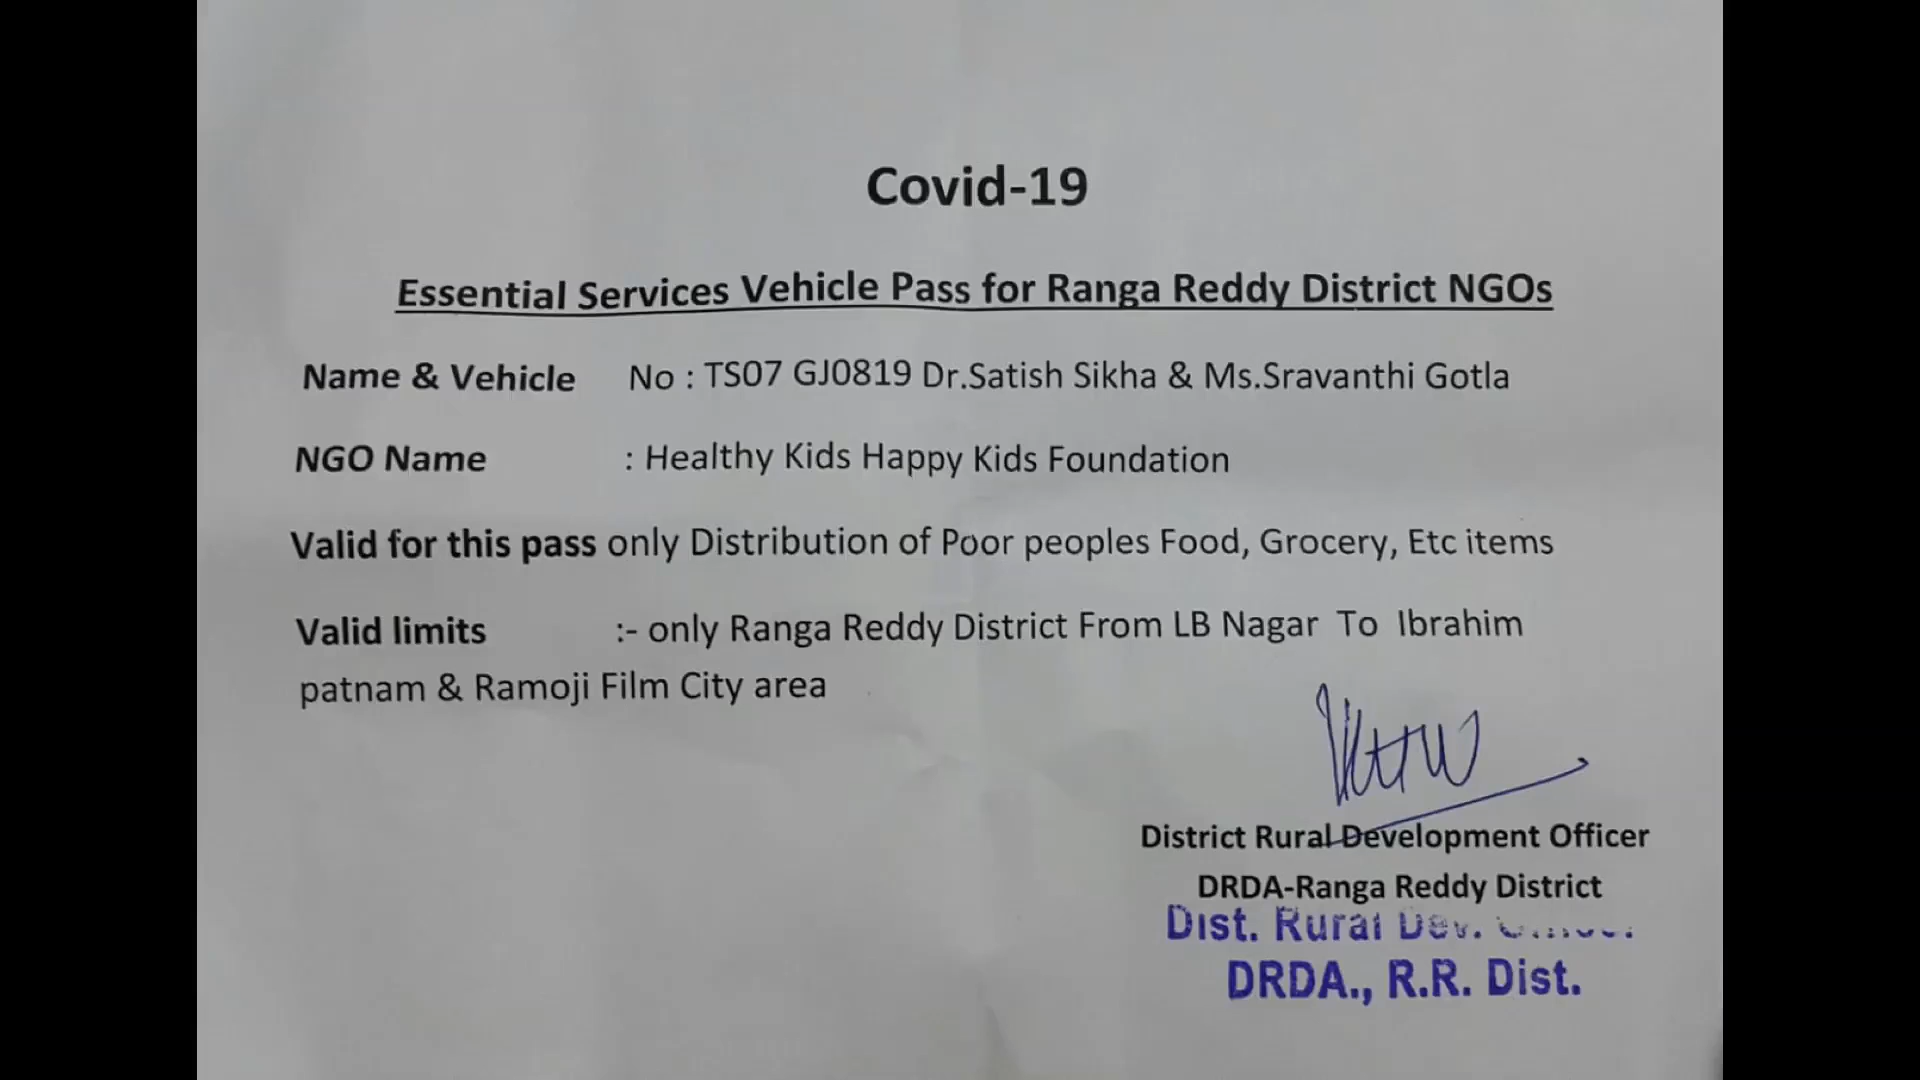 Covid-19
Essential Services Vehicle Pass for Ranga Reddy District NGOs
Name & Vehicle No : TS07 GJ0819 Dr.Satish Sikha & Ms.Sravanthi Gotla
NGO Name : Healthy Kids Happy Kids Foundation
Valid for this pass only Distribution of Poor peoples Food, Grocery, Etc items
Valid limits :- only Ranga Reddy District From LB Nagar To Ibrahim
patnam & Ramoji Film City area
District Rural Development Officer
DRDA-Ranga Reddy District
Dist. Rural Dev.
DRDA., R.R. Dist.